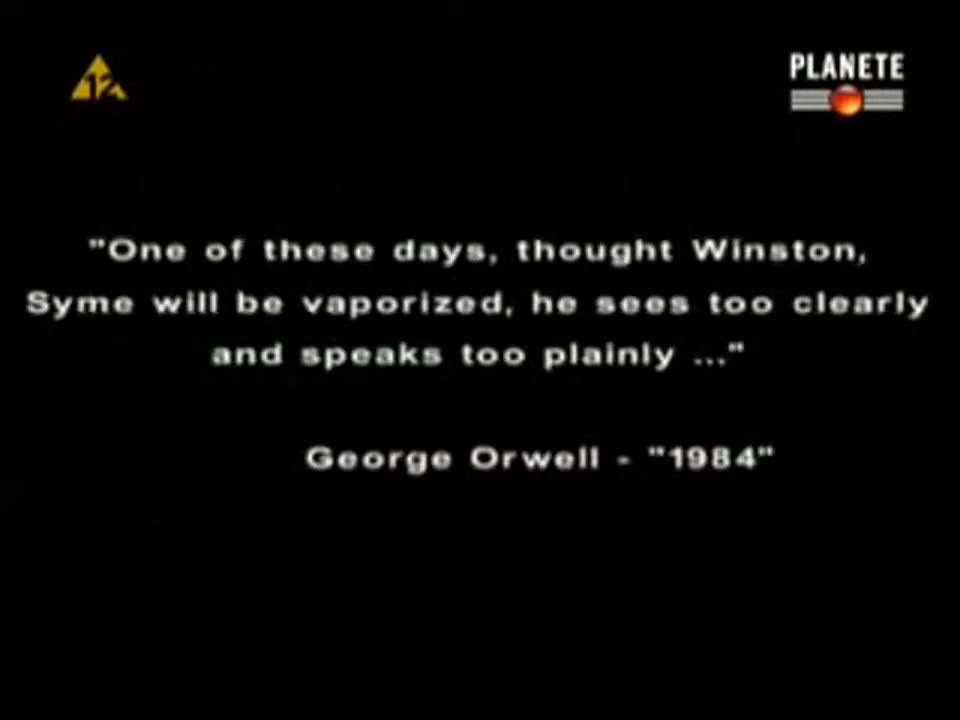 12
PLANETE
"One of these days, thought Winston,
Syme will be vaporized, he sees too clearly
and speaks too plainly ..."
George Orwell - "1984"